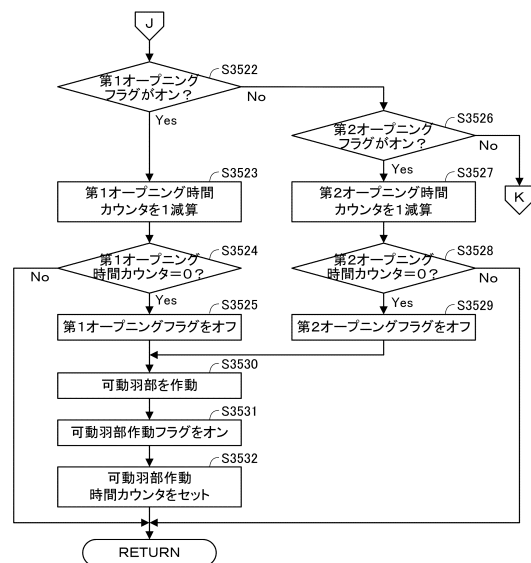 J
S3522
第1オープニング
フラグがオン?
No
Yes
S3526
第2オープニング
フラグがオン?
No
Yes
K
S3523
第1オープニング時間
カウンタを1減算
S3527
第2オープニング時間
カウンタを1減算
S3524
第1オープニング
時間カウンタ=0?
No
Yes
S3528
第2オープニング
時間カウンタ=0?
No
Yes
S3525
第1オープニングフラグをオフ
S3529
第2オープニングフラグをオフ
S3530
可動羽部を作動
S3531
可動羽部作動フラグをオン
S3532
可動羽部作動
時間カウンタをセット
RETURN